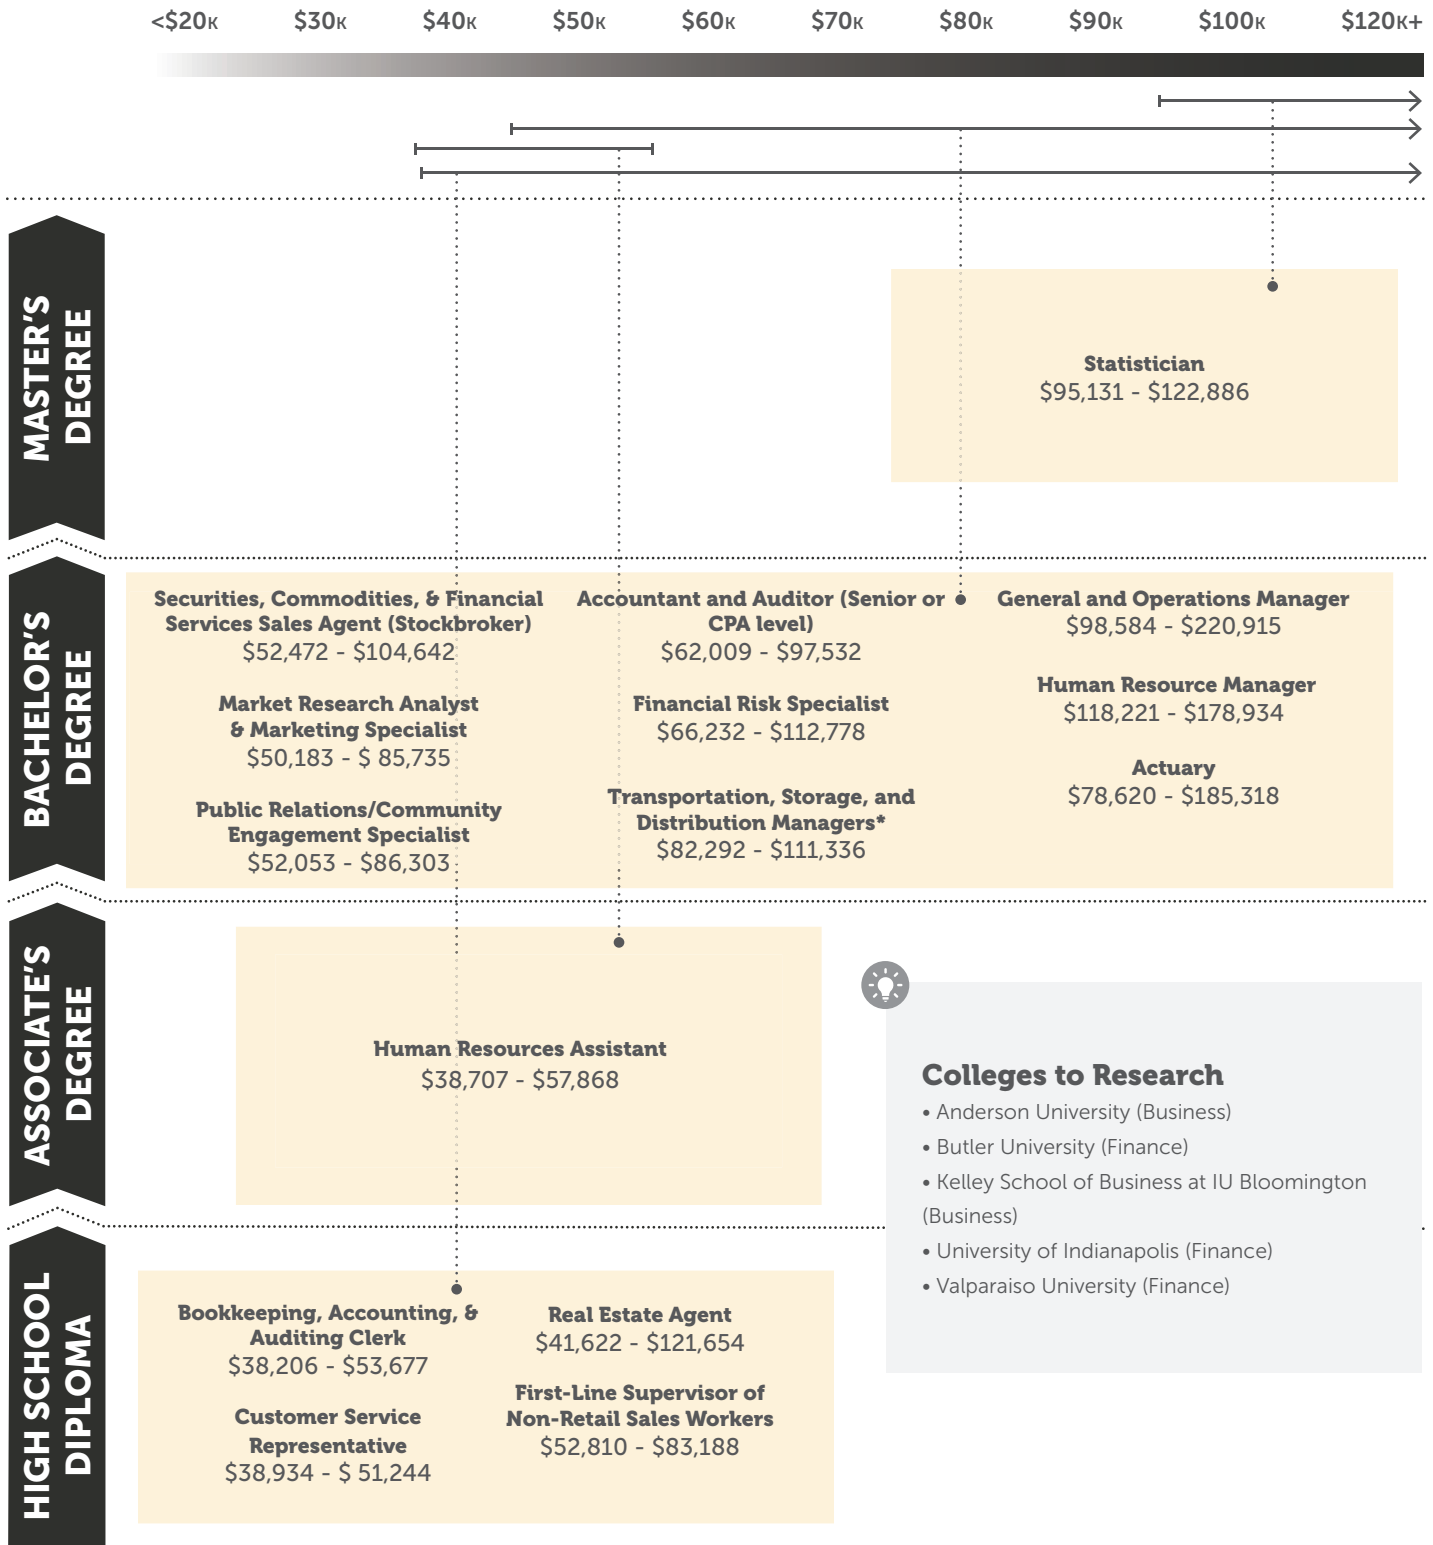 <$20K $30K $40K $50K $60K $70K $80K $90K $100K $120K+
MASTER'S
DEGREE
Statistician
$95,131 - $122,886
BACHELOR'S
DEGREE
Securities, Commodities, & Financial
Services Sales Agent (Stockbroker)
$52,472 - $104,642
Market Research Analyst
& Marketing Specialist
$50,183 - $ 85,735
Public Relations/Community
Engagement Specialist
$52,053 - $86,303
Accountant and Auditor (Senior or
CPA level)
$62,009 - $97,532
Financial Risk Specialist
$66,232 - $112,778
Transportation, Storage, and
Distribution Managers*
$82,292 - $111,336
General and Operations Manager
$98,584 - $220,915
Human Resource Manager
$118,221 - $178,934
Actuary
$78,620 - $185,318
ASSOCIATE'S
DEGREE
Human Resources Assistant
$38,707 - $57,868
Colleges to Research
• Anderson University (Business)
• Butler University (Finance)
• Kelley School of Business at IU Bloomington
(Business)
• University of Indianapolis (Finance)
• Valparaiso University (Finance)
HIGH SCHOOL
DIPLOMA
Bookkeeping, Accounting, &
Auditing Clerk
$38,206 - $53,677
Customer Service
Representative
$38,934 - $ 51,244
Real Estate Agent
$41,622 - $121,654
First-Line Supervisor of
Non-Retail Sales Workers
$52,810 - $83,188